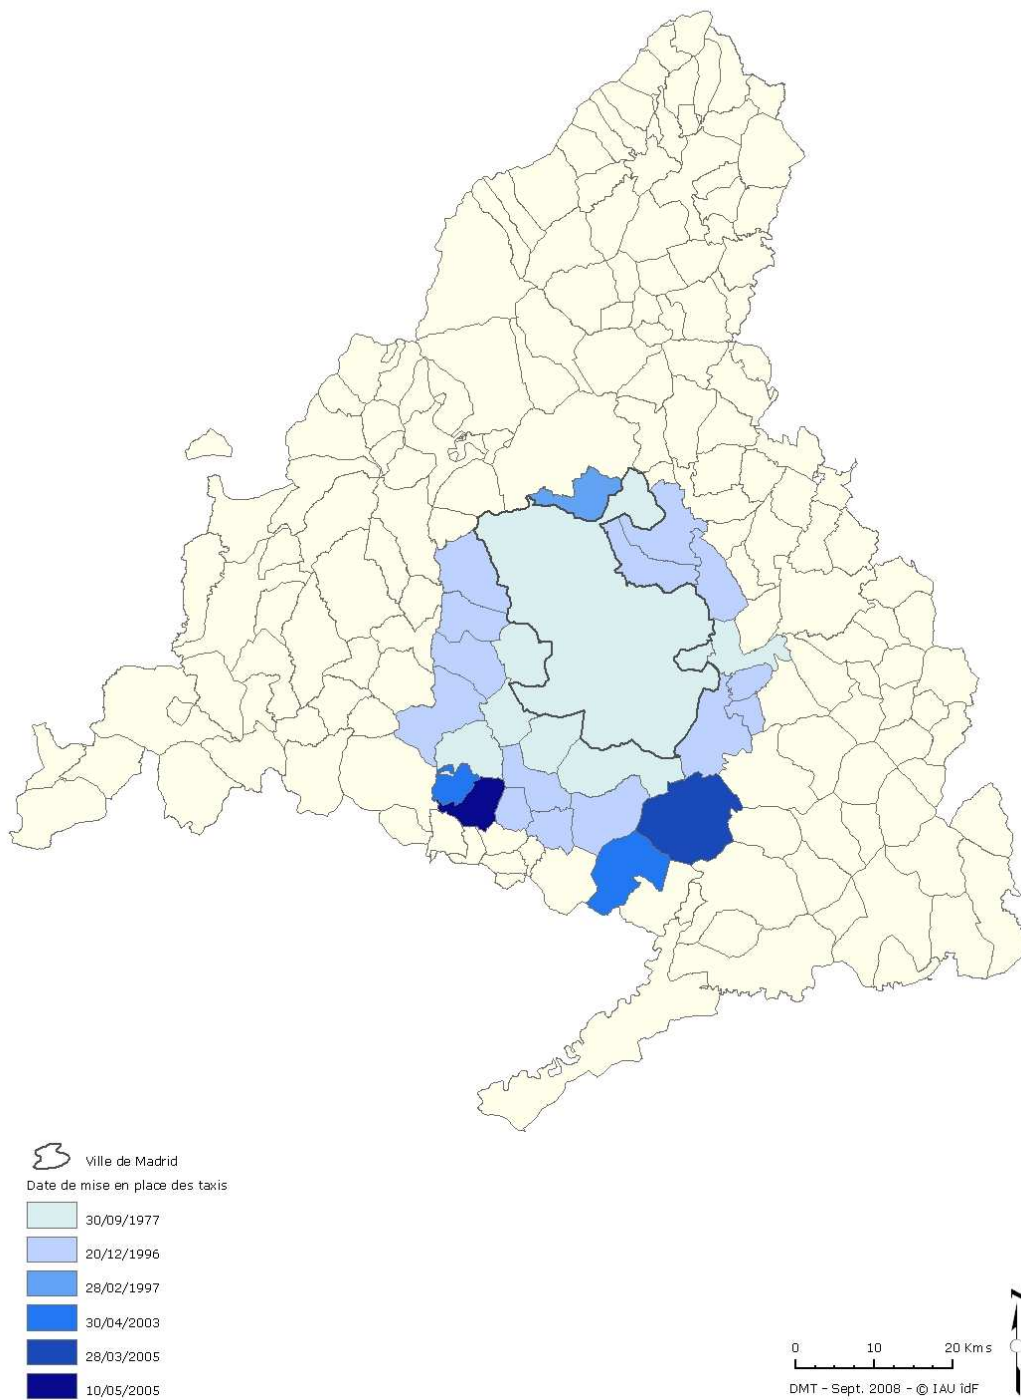 Ville de Madrid
Date de mise en place des taxis
30/09/1977
20/12/1996
28/02/1997
30/04/2003
28/03/2005
10/05/2005
0 10 20 Kms
DMT - Sept. 2008 - © IAU îdF